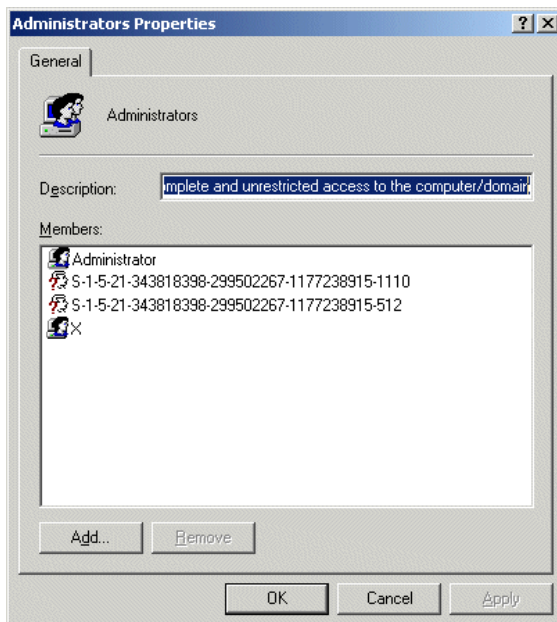 Administrators Properties
General
Administrators
Description: mplete and unrestricted access to the computer/domain
Members:
Administrator
S-1-5-21-343818398-299502267-1177238915-1110
S-1-5-21-343818398-299502267-1177238915-512
X
Add... Remove
OK Cancel Apply